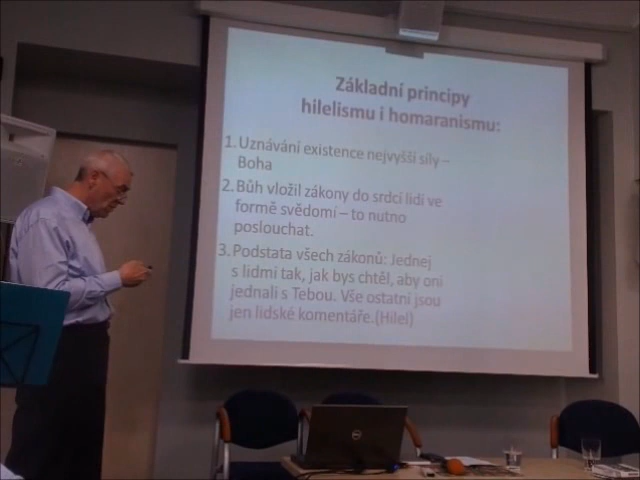 Základní principy
hilelismu i homaranismu:
1. Uznávání existence nejvyšší síly –
Boha
2. Bůh vložil zákony do srdcí lidí ve
formě svědomí – to nutno
poslouchat.
3. Podstata všech zákonů: Jednej
s lidmi tak, jak bys chtěl, aby oni
jednali s Tebou. Vše ostatní jsou
jen lidské komentáře.(Hilel)
DELL